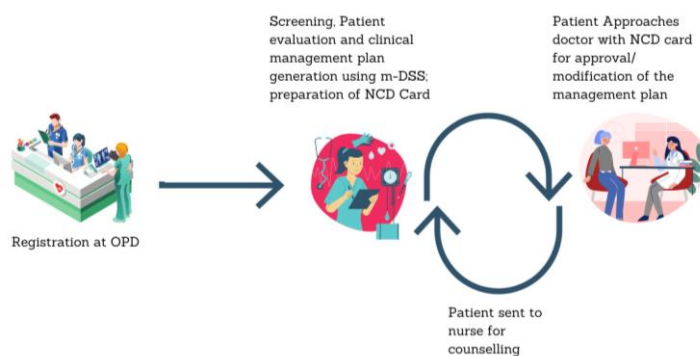 Screening, Patient
evaluation and clinical
management plan
generation using m-DSS;
preparation of NCD Card
Patient Approaches
doctor with NCD card
for approval/
modification of the
management plan
Registration at OPD
Patient sent to
nurse for
counselling